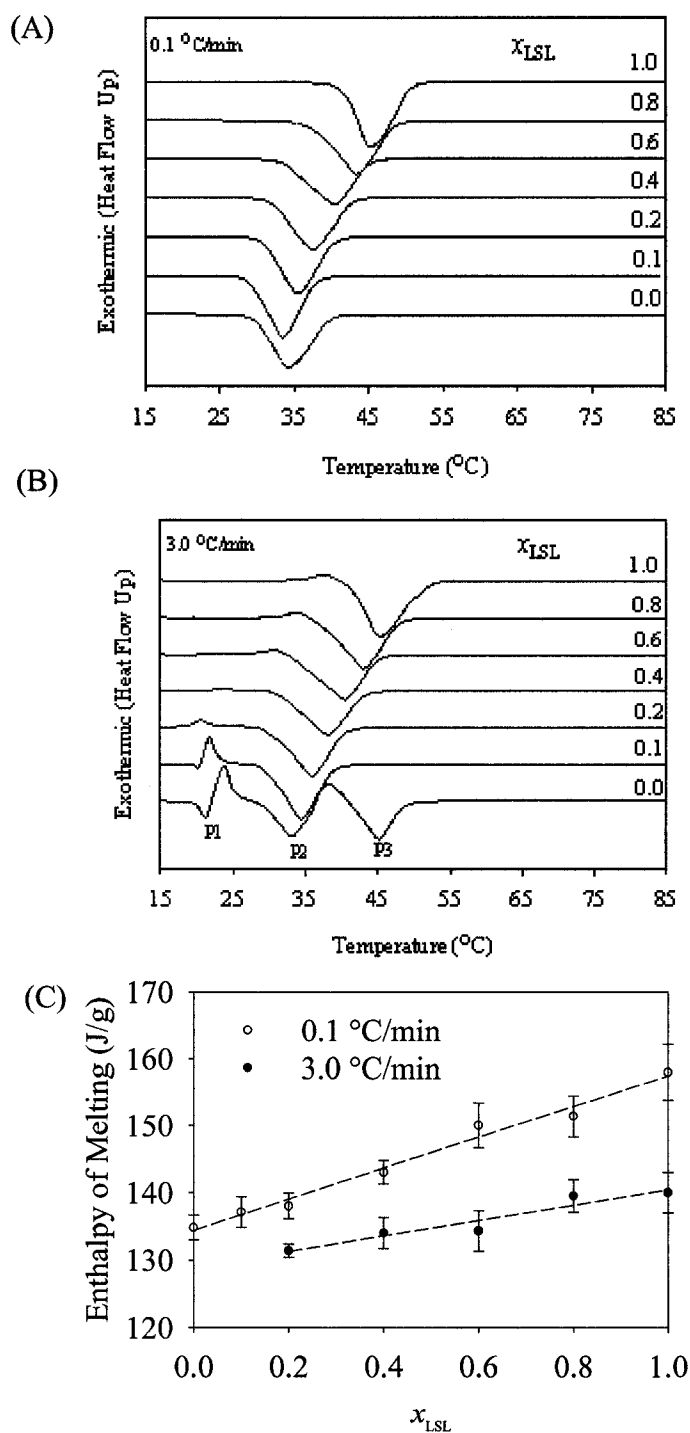 (A)
0.1 °C/min
xLSL
1.0
0.8
0.6
0.4
0.2
0.1
0.0
Exothermic (Heat Flow Up)
15 25 35 45 55 65 75 85
Temperature (°C)
(B)
3.0 °C/min
xLSL
1.0
0.8
0.6
0.4
0.2
0.1
0.0
P1
P2
P3
Exothermic (Heat Flow Up)
15 25 35 45 55 65 75 85
Temperature (°C)
(C)
170
160
150
140
130
120
Enthalpy of Melting (J/g)
0.1 °C/min
3.0 °C/min
0.0 0.2 0.4 0.6 0.8 1.0
xLSL